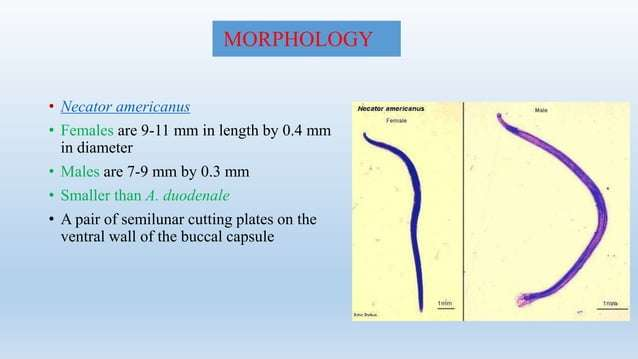 MORPHOLOGY
• Necator americanus
• Females are 9-11 mm in length by 0.4 mm
in diameter
• Males are 7-9 mm by 0.3 mm
• Smaller than A. duodenale
• A pair of semilunar cutting plates on the
ventral wall of the buccal capsule
Necator americanus
Female
Male
1mm
1mm